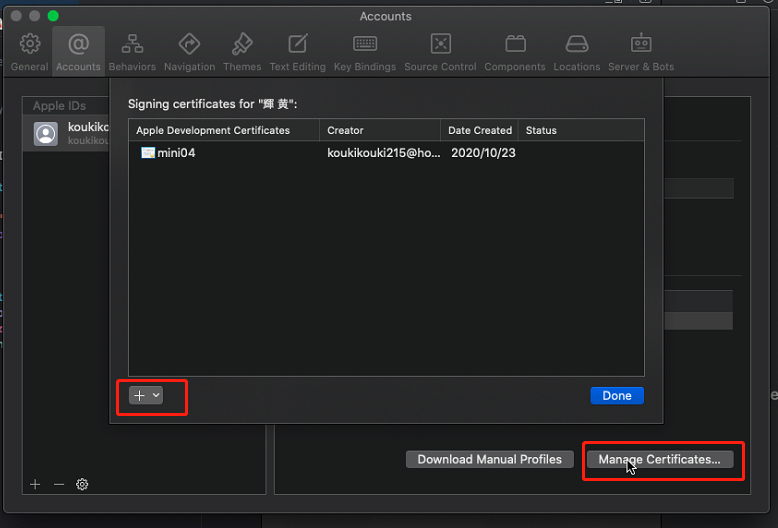 Accounts
General Accounts Behaviors Navigation Themes Text Editing Key Bindings Source Control Components Locations Server & Bots
Apple IDs
koukikc
koukikou
Signing certificates for "輝 黄":
Apple Development Certificates Creator Date Created Status
mini04 koukikouki215@ho... 2020/10/23
Done
Download Manual Profiles Manage Certificates...